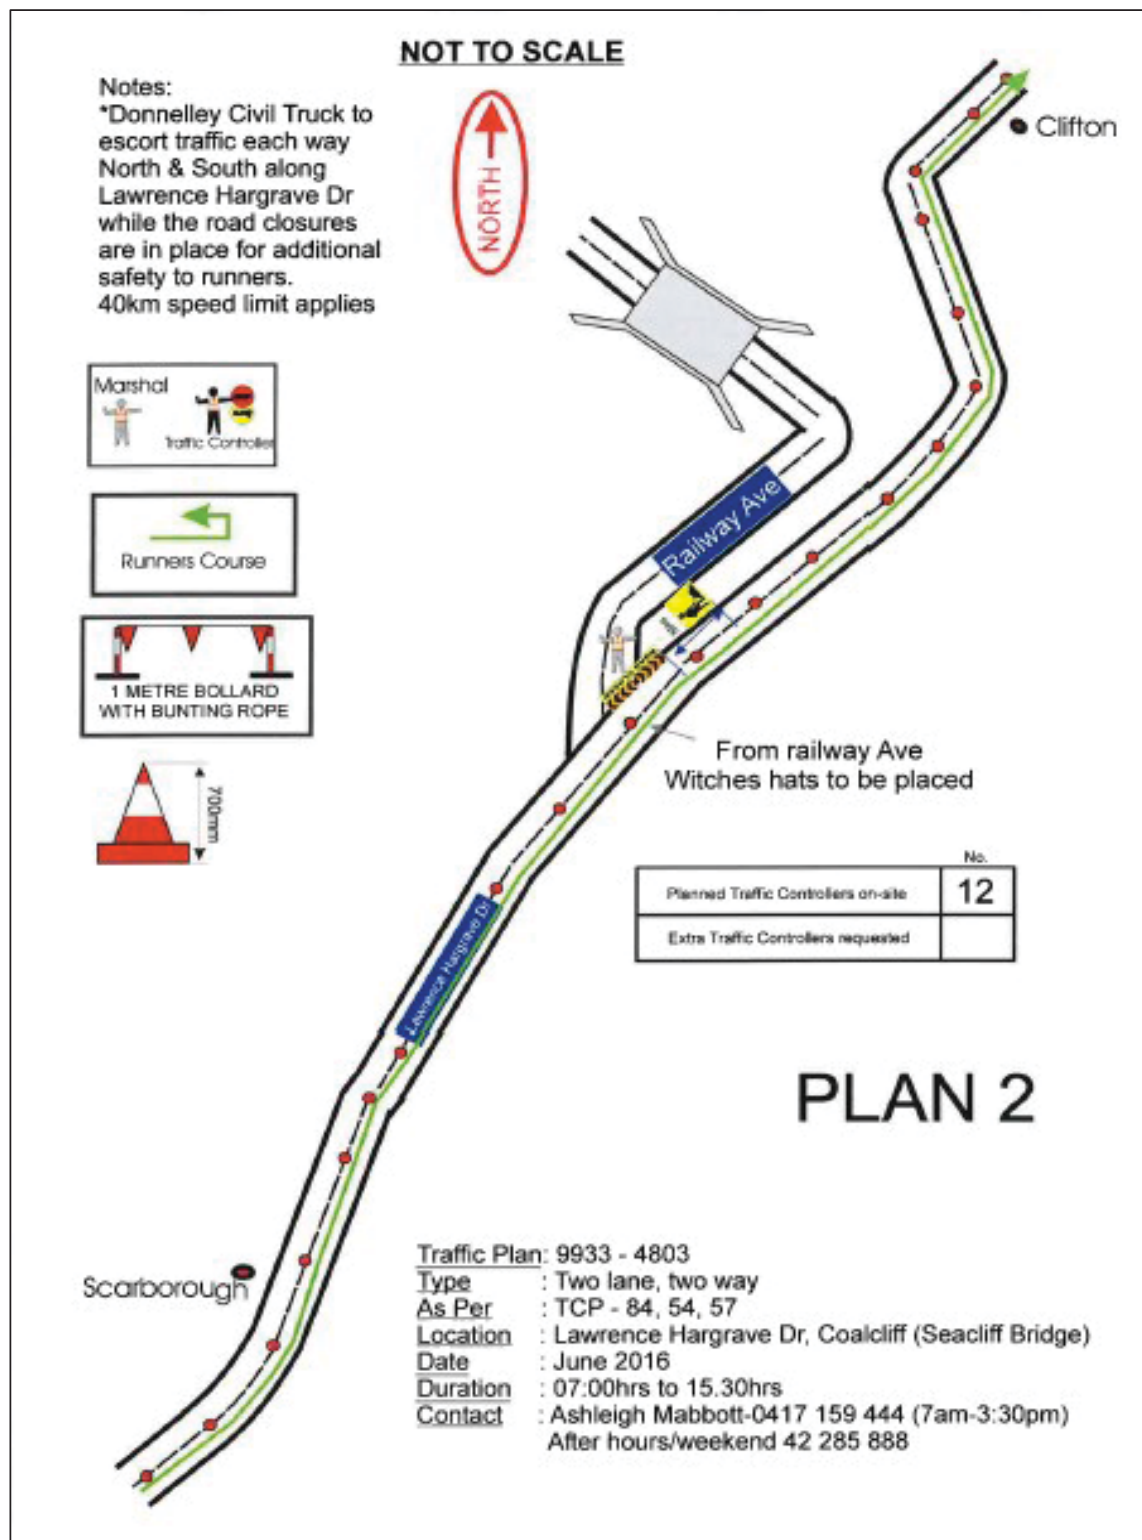 NOT TO SCALE
Notes:
*Donnelley Civil Truck to
escort traffic each way
North & South along
Lawrence Hargrave Dr
while the road closures
are in place for additional
safety to runners.
40km speed limit applies
NORTH
Clifton
Marshal
Traffic Controller
Runners Course
1 METRE BOLLARD
WITH BUNTING ROPE
700mm
Railway Ave
From railway Ave
Witches hats to be placed
No.
Planned Traffic Controllers on-site 12
Extra Traffic Controllers requested
Lawrence Hargrave Dr
PLAN 2
Scarborough
Traffic Plan: 9933 - 4803
Type : Two lane, two way
As Per : TCP - 84, 54, 57
Location : Lawrence Hargrave Dr, Coalcliff (Seacliff Bridge)
Date : June 2016
Duration : 07:00hrs to 15.30hrs
Contact : Ashleigh Mabbott-0417 159 444 (7am-3:30pm)
After hours/weekend 42 285 888